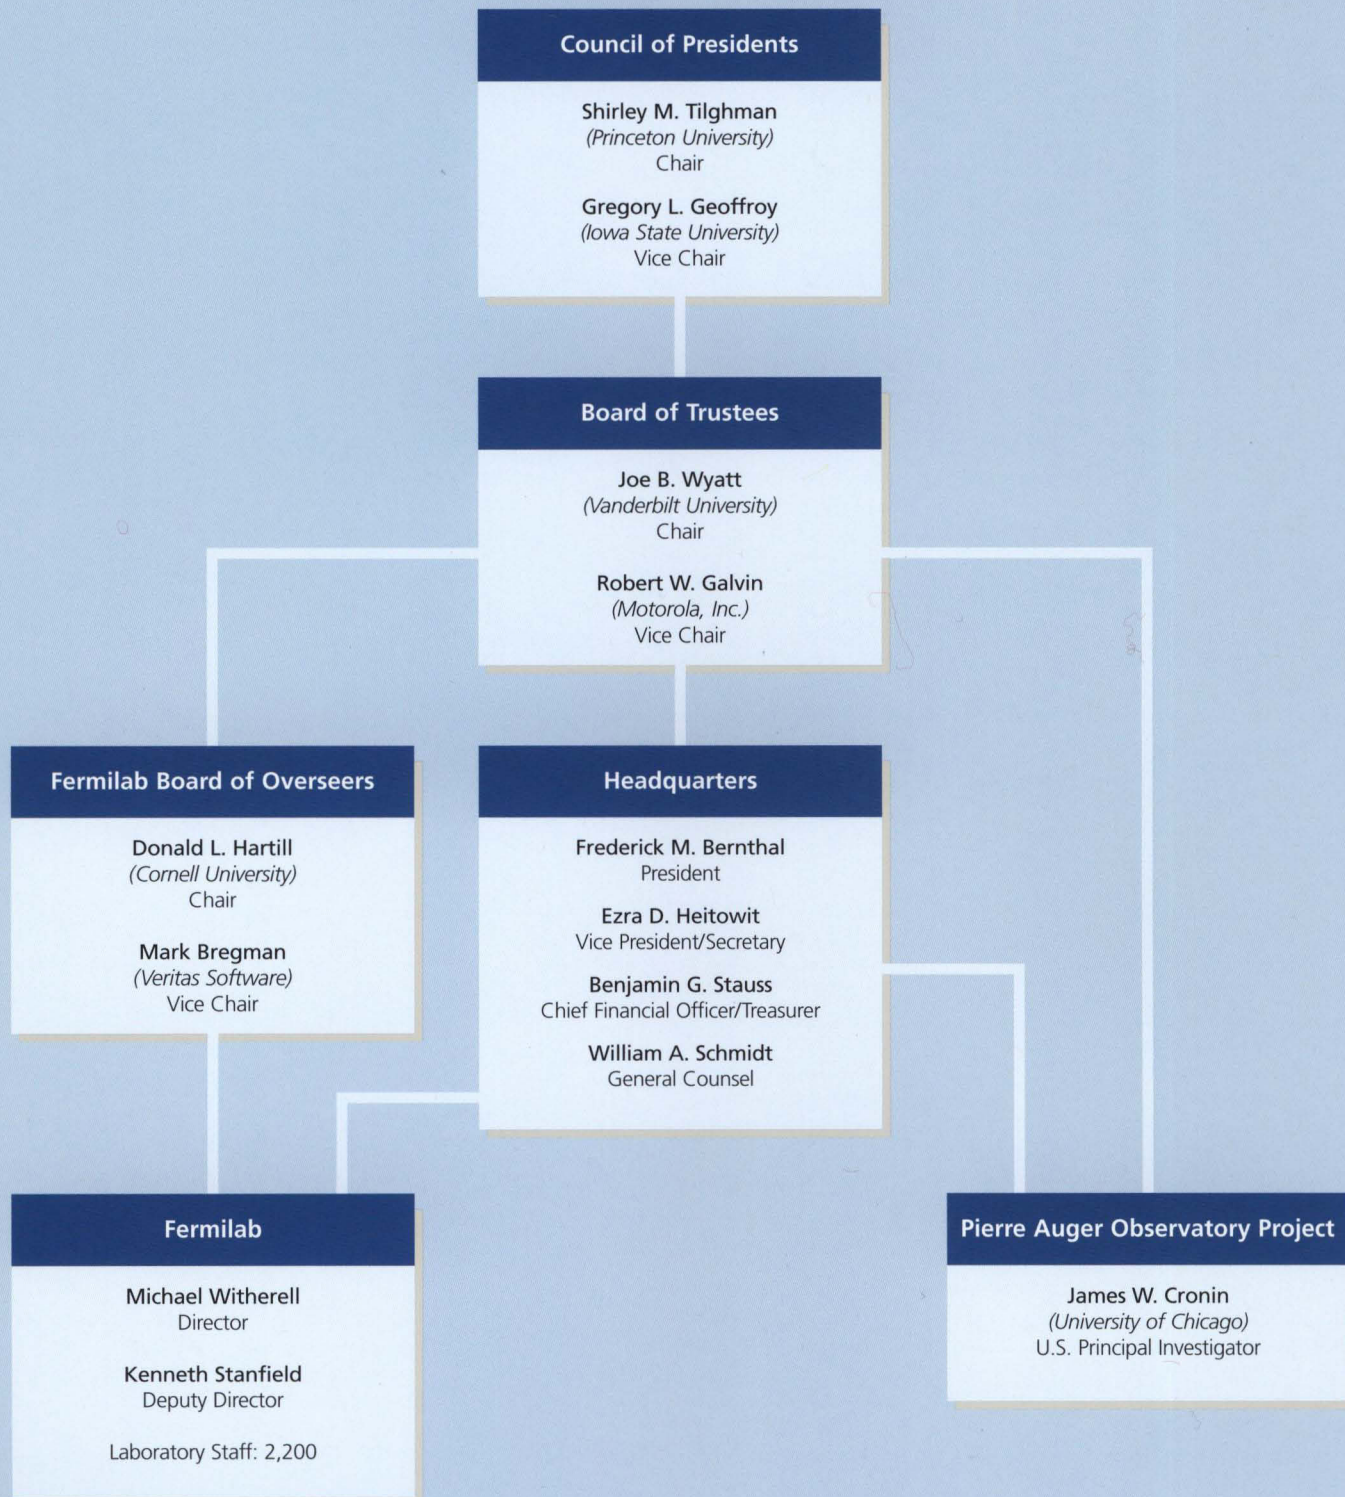 Council of Presidents
Shirley M. Tilghman
(Princeton University)
Chair
Gregory L. Geoffroy
(Iowa State University)
Vice Chair
Board of Trustees
Joe B. Wyatt
(Vanderbilt University)
Chair
Robert W. Galvin
(Motorola, Inc.)
Vice Chair
Fermilab Board of Overseers
Donald L. Hartill
(Cornell University)
Chair
Mark Bregman
(Veritas Software)
Vice Chair
Headquarters
Frederick M. Bernthal
President
Ezra D. Heitowit
Vice President/Secretary
Benjamin G. Stauss
Chief Financial Officer/Treasurer
William A. Schmidt
General Counsel
Fermilab
Michael Witherell
Director
Kenneth Stanfield
Deputy Director
Laboratory Staff: 2,200
Pierre Auger Observatory Project
James W. Cronin
(University of Chicago)
U.S. Principal Investigator